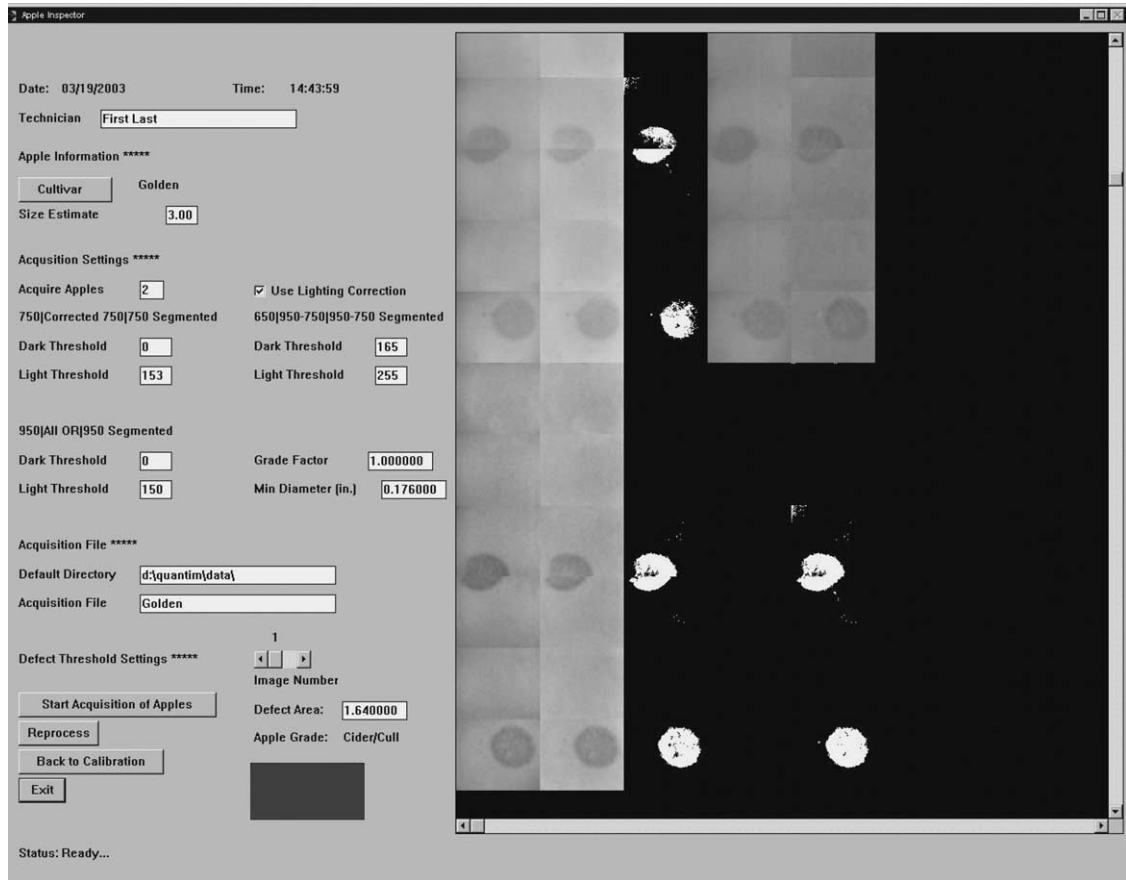 Apple Inspector
Date: 03/19/2003 Time: 14:43:59
Technician First Last
Apple Information *****
Cultivar Golden
Size Estimate 3.00
Acqusition Settings *****
Acquire Apples 2 Use Lighting Correction
750|Corrected 750|750 Segmented 650|950-750|950-750 Segmented
Dark Threshold 0 Dark Threshold 165
Light Threshold 153 Light Threshold 255
950|All OR|950 Segmented
Dark Threshold 0 Grade Factor 1.000000
Light Threshold 150 Min Diameter (in.) 0.176000
Acquisition File *****
Default Directory d:\quantim\data\
Acquisition File Golden
1
Defect Threshold Settings *****
Image Number
Start Acquisition of Apples Defect Area: 1.640000
Reprocess Apple Grade: Cider/Cull
Back to Calibration
Exit
Status: Ready...